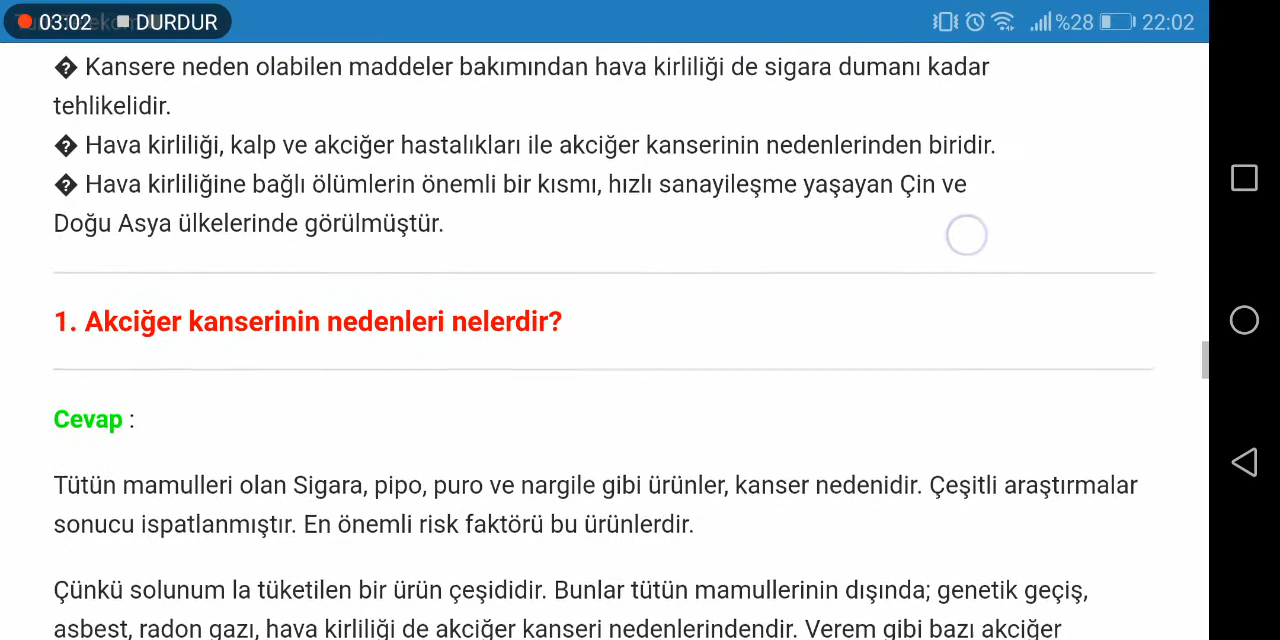 03:02 DURDUR %28 22:02
� Kansere neden olabilen maddeler bakımından hava kirliliği de sigara dumanı kadar
tehlikelidir.
� Hava kirliliği, kalp ve akciğer hastalıkları ile akciğer kanserinin nedenlerinden biridir.
� Hava kirliliğine bağlı ölümlerin önemli bir kısmı, hızlı sanayileşme yaşayan Çin ve
Doğu Asya ülkelerinde görülmüştür.
1. Akciğer kanserinin nedenleri nelerdir?
Cevap :
Tütün mamulleri olan Sigara, pipo, puro ve nargile gibi ürünler, kanser nedenidir. Çeşitli araştırmalar
sonucu ispatlanmıştır. En önemli risk faktörü bu ürünlerdir.
Çünkü solunum la tüketilen bir ürün çeşididir. Bunlar tütün mamullerinin dışında; genetik geçiş,
asbest, radon gazı, hava kirliliği de akciğer kanseri nedenlerindendir. Verem gibi bazı akciğer